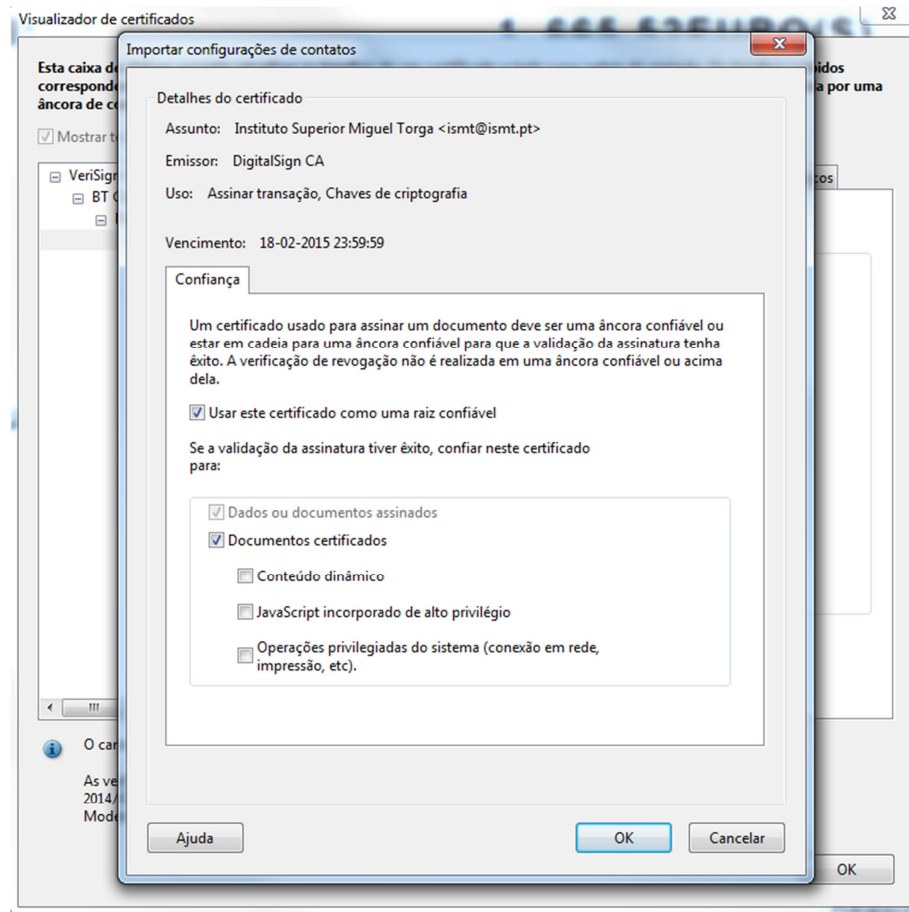 Visualizador de certificados
1 665,52EURO(S)
Importar configurações de contatos
Esta caixa de
idos
corresponde
a por uma
âncora de co
Mostrar t
VeriSign
BT C
cos
Detalhes do certificado
Assunto: Instituto Superior Miguel Torga <ismt@ismt.pt>
Emissor: DigitalSign CA
Uso: Assinar transação, Chaves de criptografia
Vencimento: 18-02-2015 23:59:59
Confiança
Um certificado usado para assinar um documento deve ser uma âncora confiável ou
estar em cadeia para uma âncora confiável para que a validação da assinatura tenha
êxito. A verificação de revogação não é realizada em uma âncora confiável ou acima
dela.
Usar este certificado como uma raiz confiável
Se a validação da assinatura tiver êxito, confiar neste certificado
para:
Dados ou documentos assinados
Documentos certificados
Conteúdo dinâmico
JavaScript incorporado de alto privilégio
Operações privilegiadas do sistema (conexão em rede,
impressão, etc).
O car
As ve
2014/
Mode
Ajuda
OK
Cancelar
OK